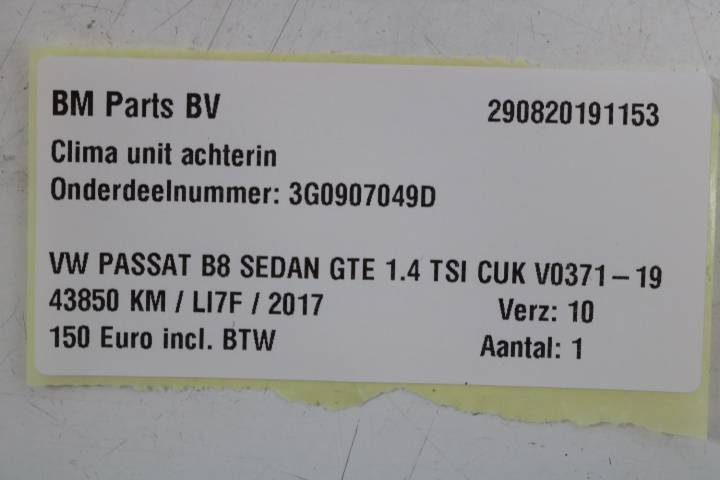 BM Parts BV 290820191153
Clima unit achterin
Onderdeelnummer: 3G0907049D
VW PASSAT B8 SEDAN GTE 1.4 TSI CUK V0371-19
43850 KM / LI7F / 2017 Verz: 10
150 Euro incl. BTW Aantal: 1